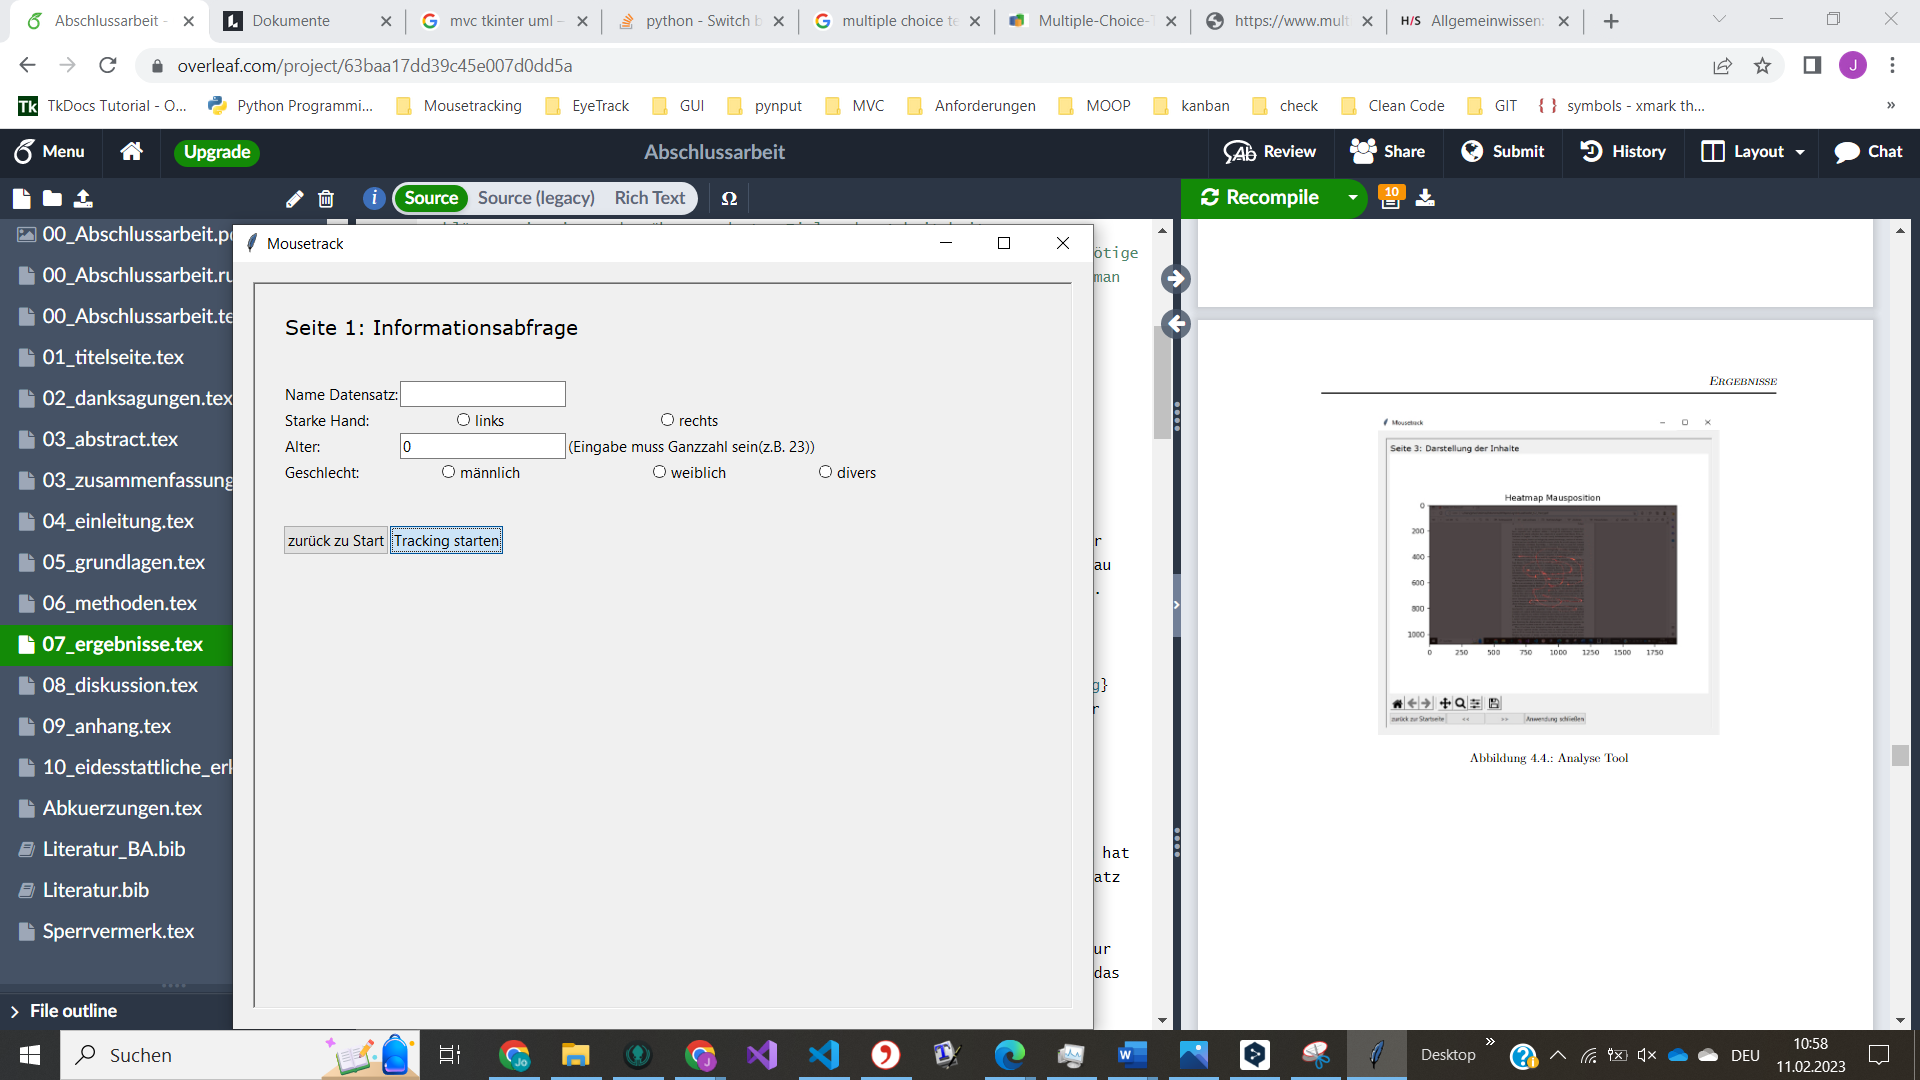 Abschlussarbeit -
Dokumente
mvc tkinter uml –
python - Switch b
multiple choice te
Multiple-Choice-T
https://www.mult
H/S Allgemeinwissen:
overleaf.com/project/63baa17dd39c45e007d0dd5a
J
Tk TkDocs Tutorial - O...
Python Programmi...
Mousetracking
EyeTrack
GUI
pynput
MVC
Anforderungen
MOOP
kanban
check
Clean Code
GIT
{ } symbols - xmark th...
»
Menu
Upgrade
Abschlussarbeit
Review
Share
Submit
History
Layout
Chat
i
Source
Source (legacy)
Rich Text
Ω
Recompile
10
00_Abschlussarbeit.po
00_Abschlussarbeit.ru
00_Abschlussarbeit.te
01_titelseite.tex
02_danksagungen.tex
03_abstract.tex
03_zusammenfassung
04_einleitung.tex
05_grundlagen.tex
06_methoden.tex
07_ergebnisse.tex
08_diskussion.tex
09_anhang.tex
10_eidesstattliche_erk
Abkuerzungen.tex
Literatur_BA.bib
Literatur.bib
Sperrvermerk.tex
File outline
Mousetrack
Seite 1: Informationsabfrage
Name Datensatz:
Starke Hand: links rechts
Alter: 0 (Eingabe muss Ganzzahl sein(z.B. 23))
Geschlecht: männlich weiblich divers
zurück zu Start Tracking starten
ötige
man
r
au
.
g}
r
hat
atz
ur
das
Ergebnisse
Mousetrack
Seite 3: Darstellung der Inhalte
Heatmap Mausposition
0
200
400
600
800
1000
0 250 500 750 1000 1250 1500 1750
zurück zur Startseite << >> Anwendung schließen
Abbildung 4.4.: Analyse Tool
Suchen
Desktop »
DEU
10:58
11.02.2023